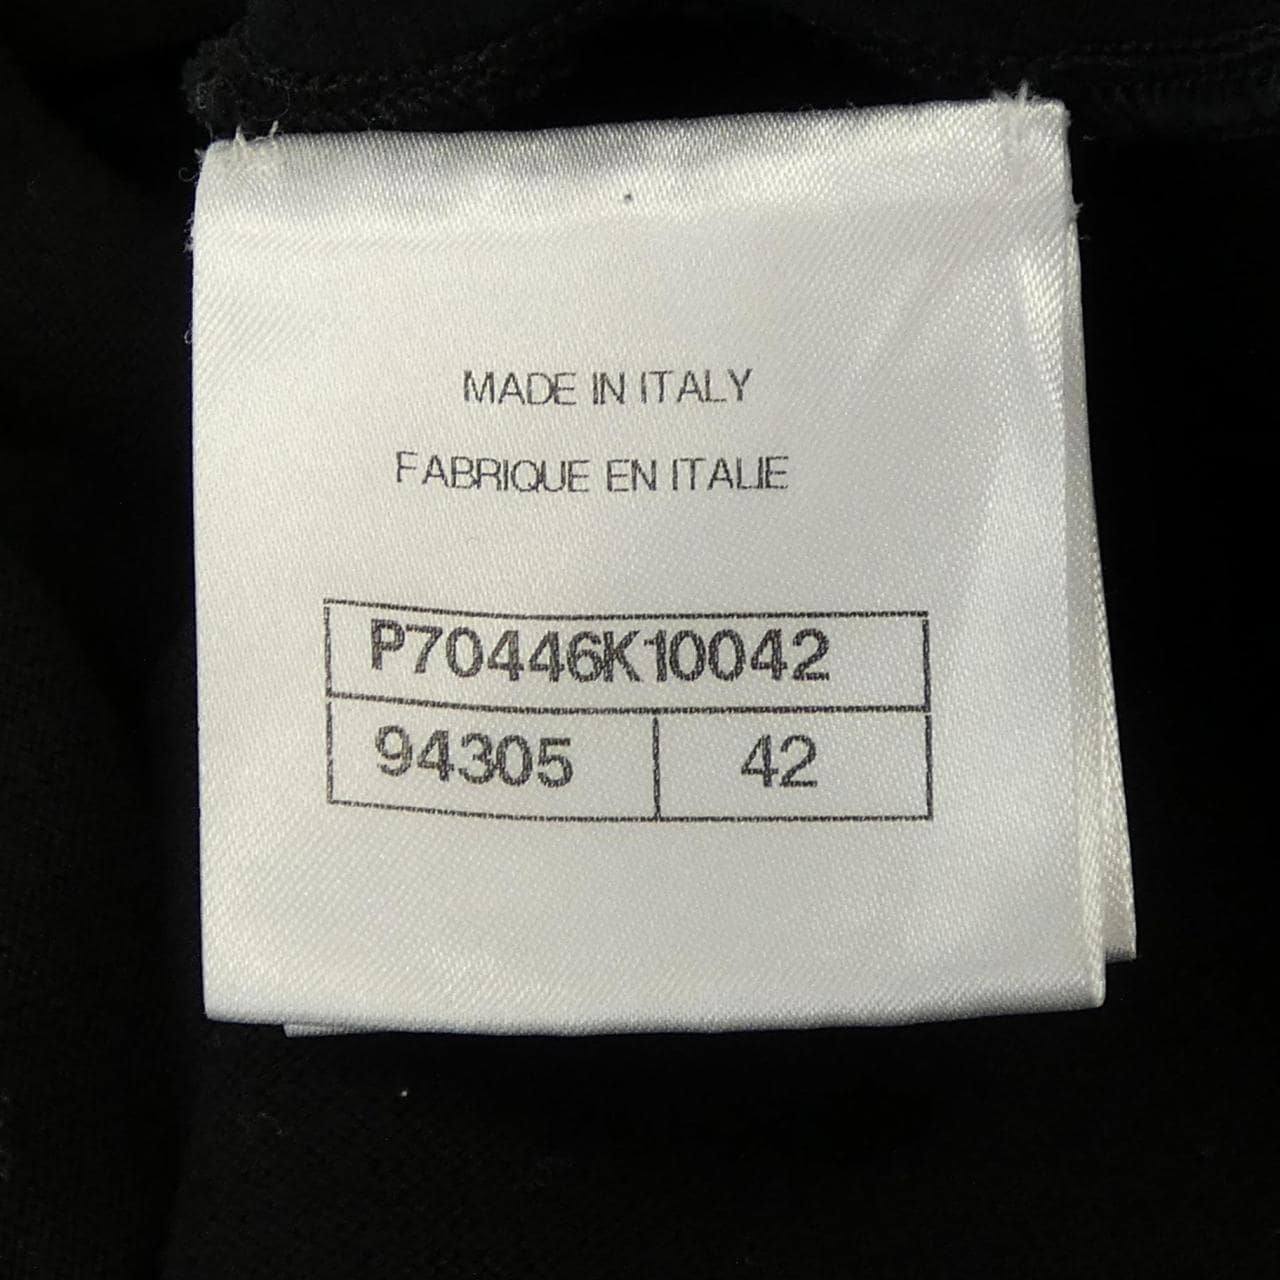 MADE IN ITALY
FABRIQUE EN ITALIE
P70446K10042
94305 42